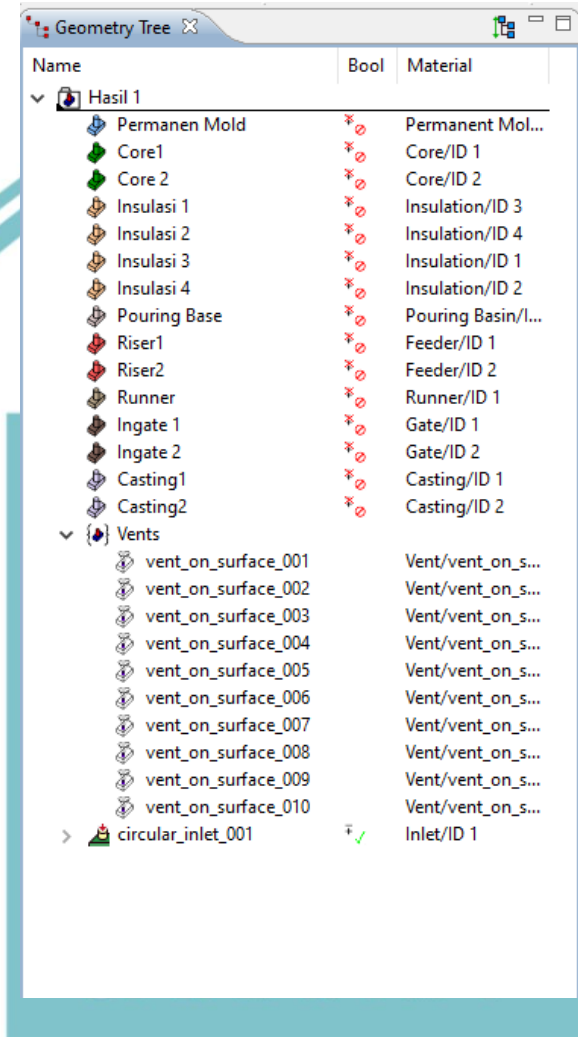 Geometry Tree
Name Bool Material
Hasil 1
Permanen Mold Permanent Mol...
Core1 Core/ID 1
Core 2 Core/ID 2
Insulasi 1 Insulation/ID 3
Insulasi 2 Insulation/ID 4
Insulasi 3 Insulation/ID 1
Insulasi 4 Insulation/ID 2
Pouring Base Pouring Basin/I...
Riser1 Feeder/ID 1
Riser2 Feeder/ID 2
Runner Runner/ID 1
Ingate 1 Gate/ID 1
Ingate 2 Gate/ID 2
Casting1 Casting/ID 1
Casting2 Casting/ID 2
Vents
vent_on_surface_001 Vent/vent_on_s...
vent_on_surface_002 Vent/vent_on_s...
vent_on_surface_003 Vent/vent_on_s...
vent_on_surface_004 Vent/vent_on_s...
vent_on_surface_005 Vent/vent_on_s...
vent_on_surface_006 Vent/vent_on_s...
vent_on_surface_007 Vent/vent_on_s...
vent_on_surface_008 Vent/vent_on_s...
vent_on_surface_009 Vent/vent_on_s...
vent_on_surface_010 Vent/vent_on_s...
circular_inlet_001 Inlet/ID 1